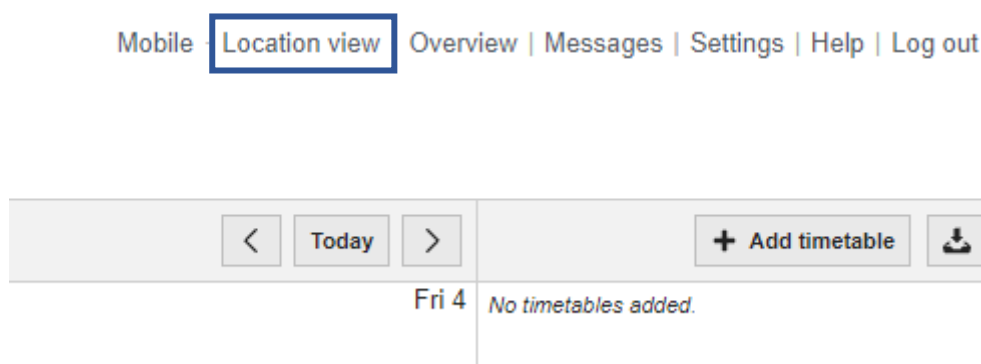 Mobile Location view Overview | Messages | Settings | Help | Log out
< Today > + Add timetable
Fri 4 No timetables added.